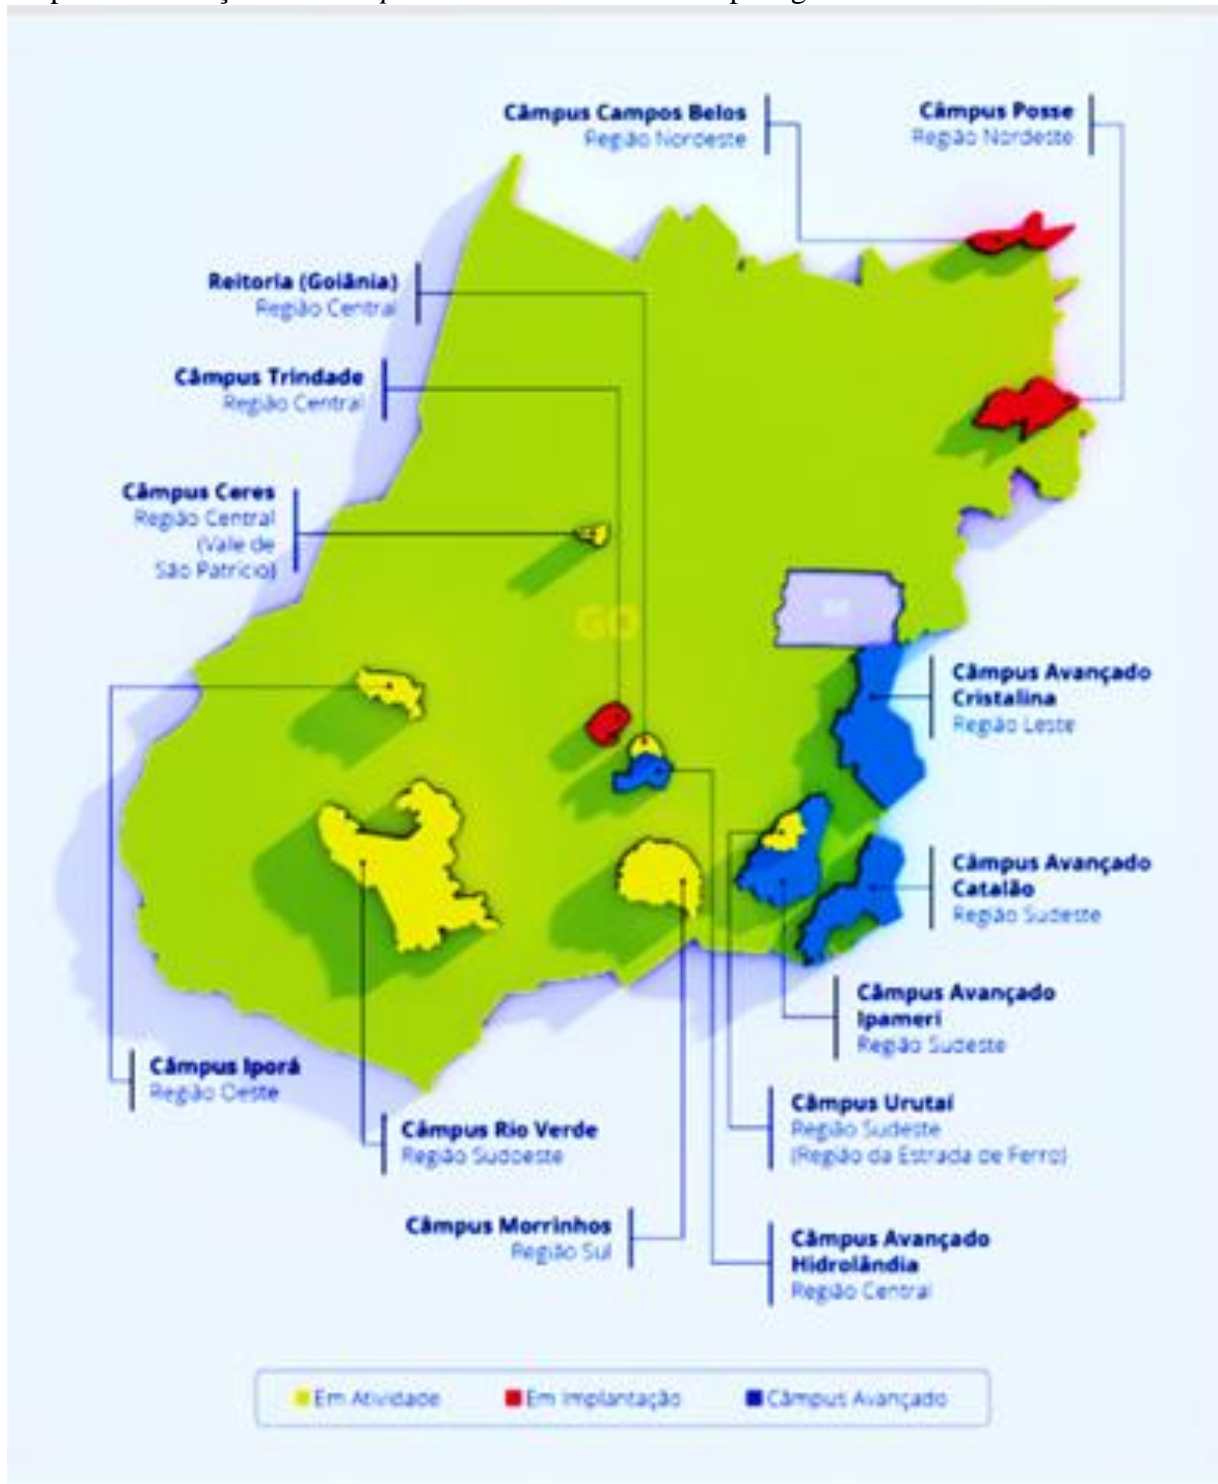 Câmpus Campos Belos
Região Nordeste
Câmpus Posse
Região Nordeste
Reitoria (Goiânia)
Região Central
Câmpus Trindade
Região Central
Câmpus Ceres
Região Central
(Vale de
São Patrício)
GO
DF
Câmpus Avançado
Cristalina
Região Leste
Câmpus Avançado
Catalão
Região Sudeste
Câmpus Avançado
Ipameri
Região Sudeste
Câmpus Iporá
Região Oeste
Câmpus Rio Verde
Região Sudoeste
Câmpus Urutaí
Região Sudeste
(Região da Estrada de Ferro)
Câmpus Morrinhos
Região Sul
Câmpus Avançado
Hidrolândia
Região Central
Em Atividade
Em Implantação
Câmpus Avançado